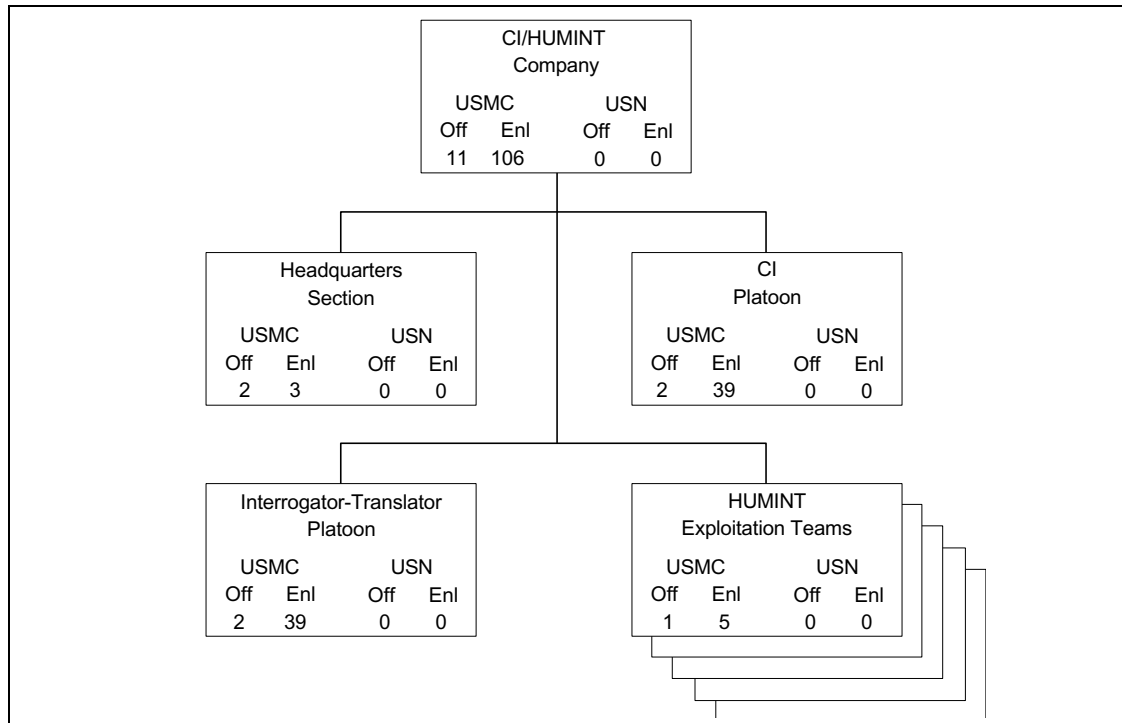 CI/HUMINT
Company
USMC USN
Off Enl Off Enl
11 106 0 0
Headquarters
Section
USMC USN
Off Enl Off Enl
2 3 0 0
CI
Platoon
USMC USN
Off Enl Off Enl
2 39 0 0
Interrogator-Translator
Platoon
USMC USN
Off Enl Off Enl
2 39 0 0
HUMINT
Exploitation Teams
USMC USN
Off Enl Off Enl
1 5 0 0